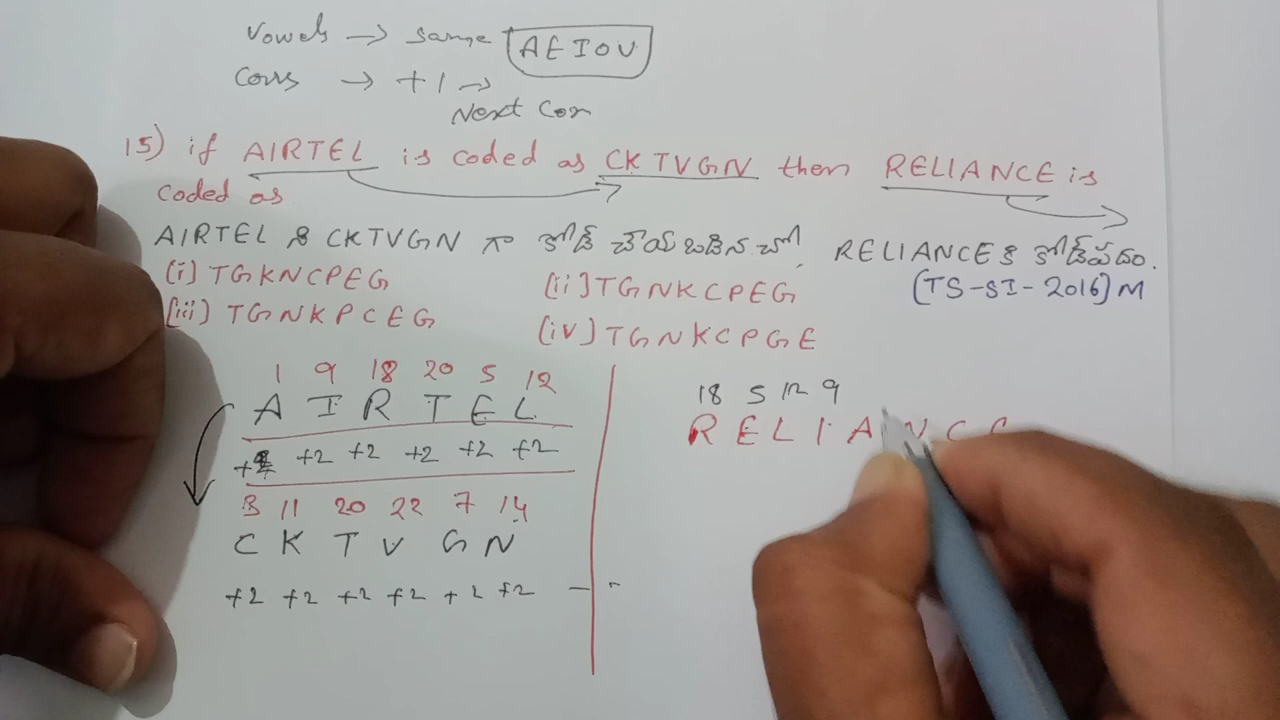 Vowels → same AEIOU
Cons → +1 →
Next Con
15) if AIRTEL is coded as CKTVGN then RELIANCE is
coded as
AIRTEL ని CKTVGN గా కోడ్ చేయబడిన చో, RELIANCE కి కోడ్పదం.
(i) TGKNCPEG (ii) TGNKCPEG (TS-SI-2016) M
(iii) TGNKPCEG (iv) TGNKCPGE
1 9 18 20 5 12
A I R T E L
+2 +2 +2 +2 +2 +2
3 11 20 22 7 14
C K T V G N
+2 +2 +2 +2 +2 +2 –
18 5 12 9
R E L I A N C